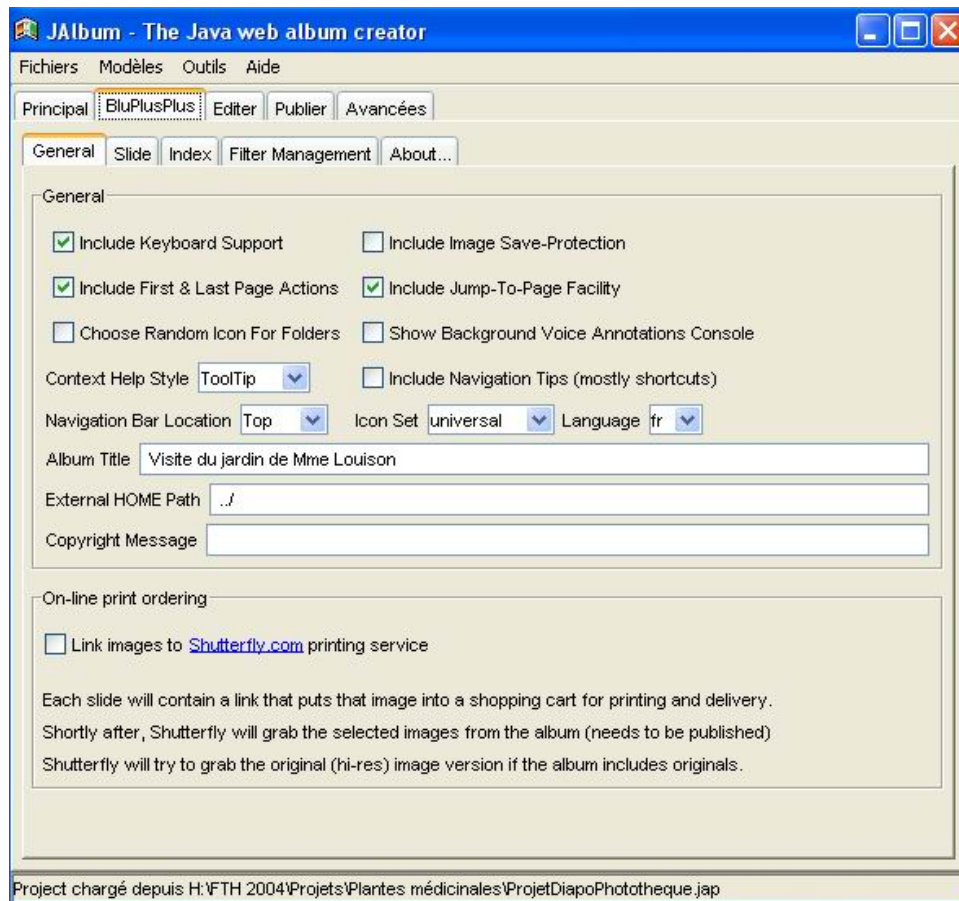 JAlbum - The Java web album creator
Fichiers Modèles Outils Aide
Principal BluPlusPlus Editer Publier Avancées
General Slide Index Filter Management About...
General
Include Keyboard Support Include Image Save-Protection
Include First & Last Page Actions Include Jump-To-Page Facility
Choose Random Icon For Folders Show Background Voice Annotations Console
Context Help Style ToolTip Include Navigation Tips (mostly shortcuts)
Navigation Bar Location Top Icon Set universal Language fr
Album Title Visite du jardin de Mme Louison
External HOME Path ../
Copyright Message
On-line print ordering
Link images to Shutterfly.com printing service
Each slide will contain a link that puts that image into a shopping cart for printing and delivery.
Shortly after, Shutterfly will grab the selected images from the album (needs to be published)
Shutterfly will try to grab the original (hi-res) image version if the album includes originals.
Project chargé depuis H:\FTH 2004\Projets\Plantes médicinales\ProjetDiapoPhototheque.jap